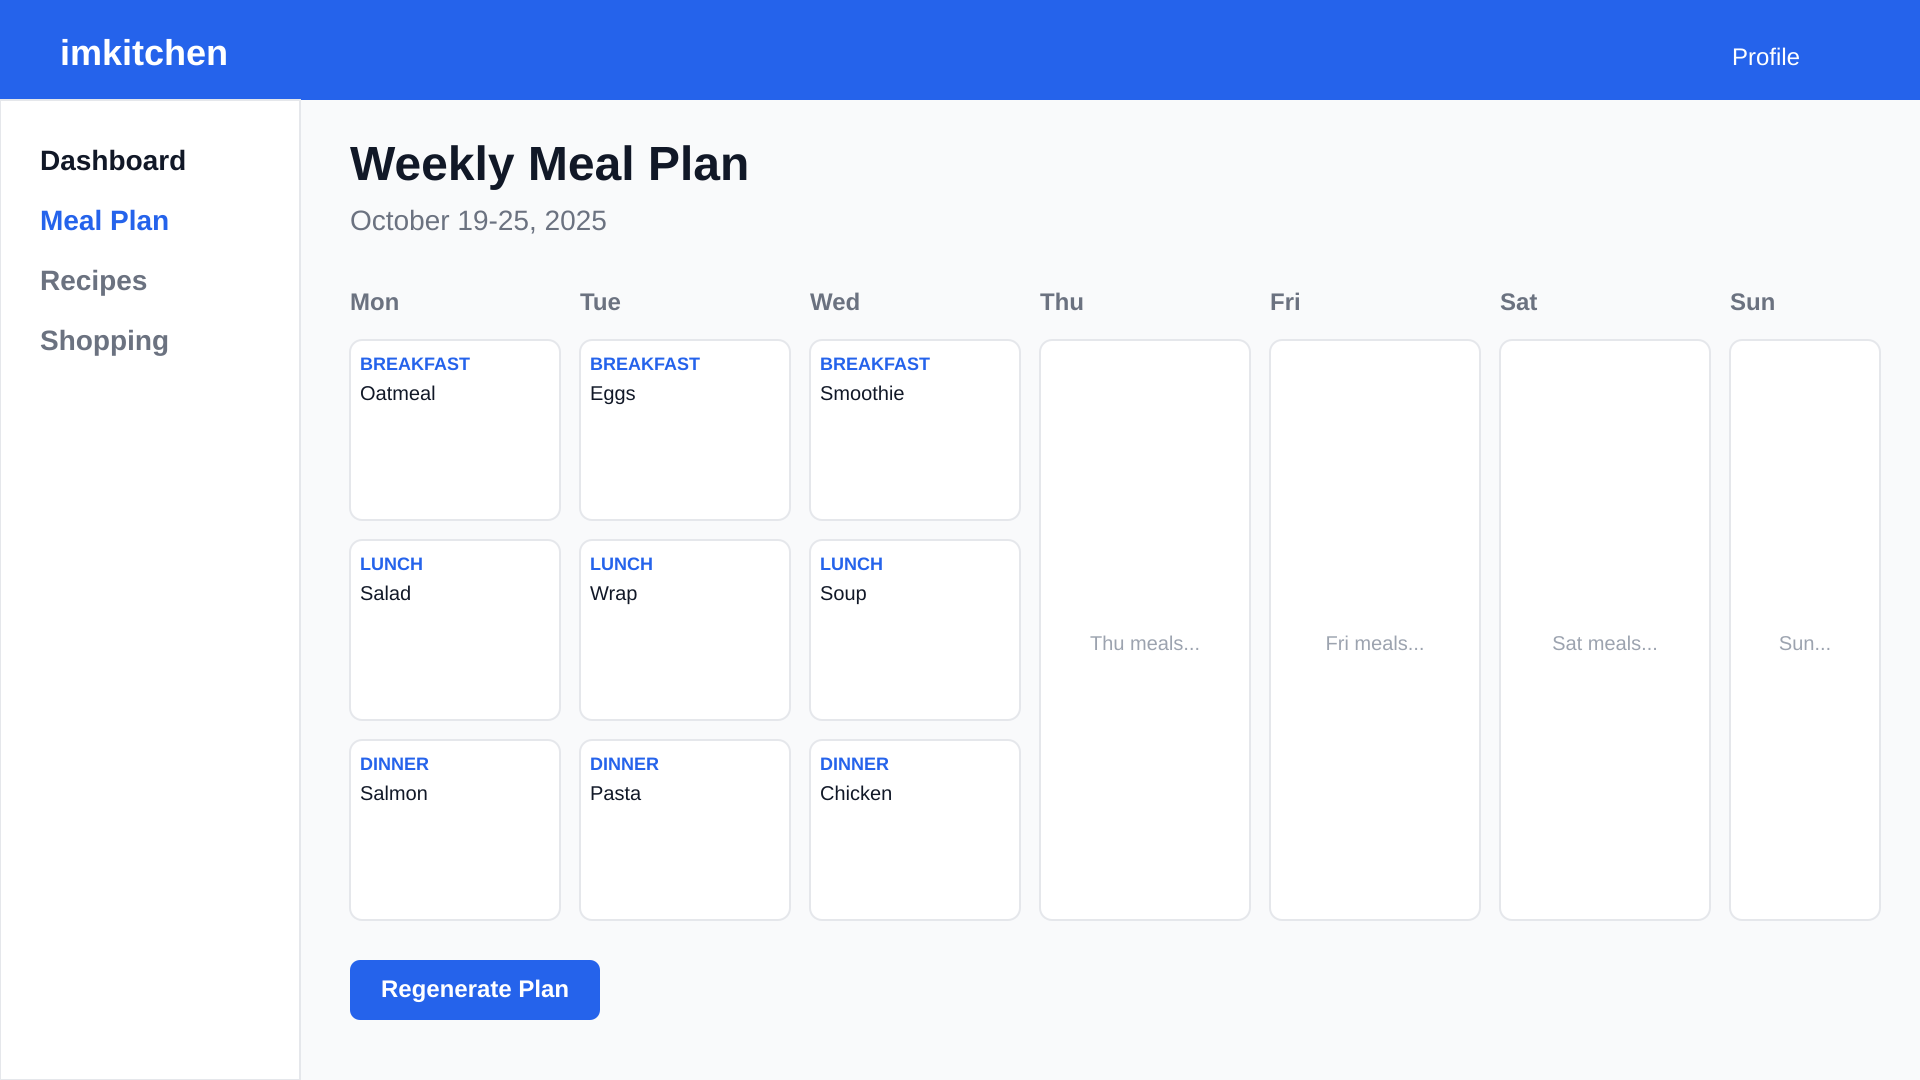 imkitchen
Profile
Dashboard
Meal Plan
Recipes
Shopping
Weekly Meal Plan
October 19-25, 2025
Mon Tue Wed Thu Fri Sat Sun
BREAKFAST BREAKFAST BREAKFAST
Oatmeal Eggs Smoothie
LUNCH LUNCH LUNCH
Salad Wrap Soup
Thu meals... Fri meals... Sat meals... Sun...
DINNER DINNER DINNER
Salmon Pasta Chicken
Regenerate Plan